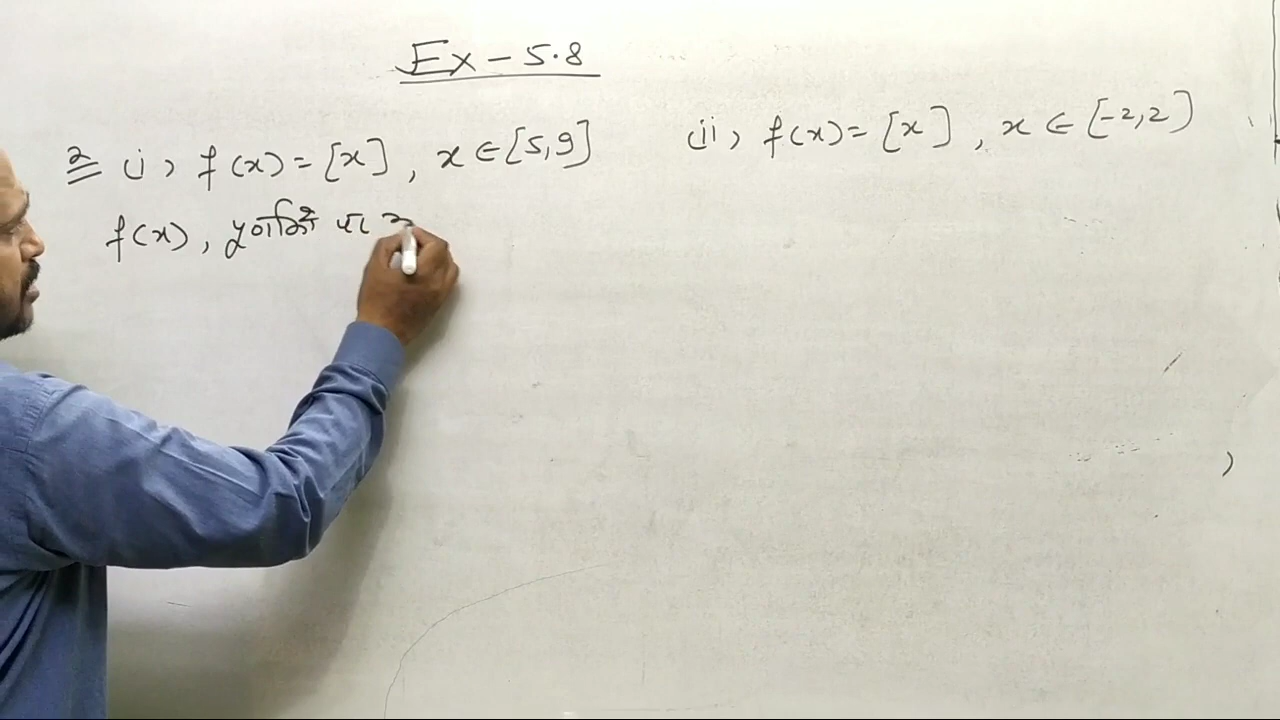 Ex - 5.8
2 (i) f(x) = [x], x ∈ [5,9]
(ii) f(x) = [x], x ∈ [-2,2]
f(x), पूर्णांकों पर